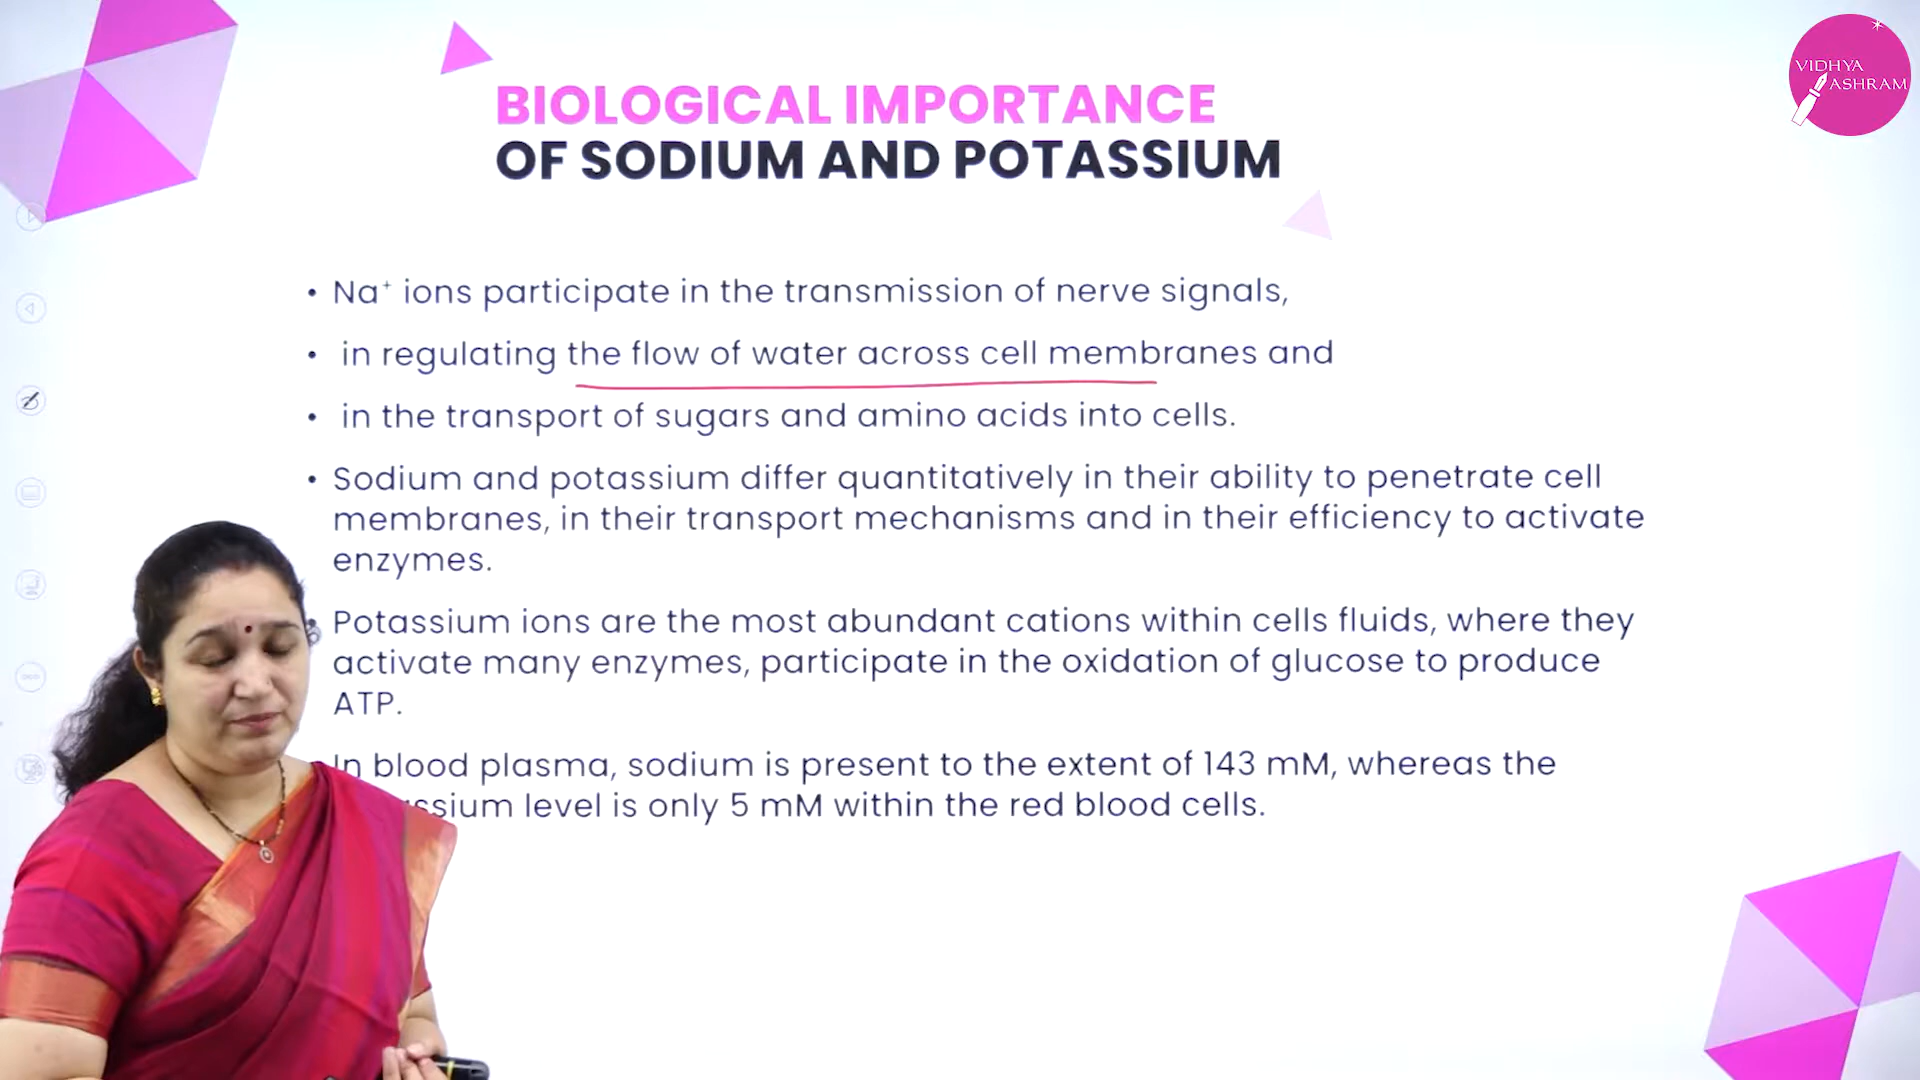 VIDHYA
ASHRAM
BIOLOGICAL IMPORTANCE
OF SODIUM AND POTASSIUM
• Na⁺ ions participate in the transmission of nerve signals,
• in regulating the flow of water across cell membranes and
• in the transport of sugars and amino acids into cells.
• Sodium and potassium differ quantitatively in their ability to penetrate cell
membranes, in their transport mechanisms and in their efficiency to activate
enzymes.
• Potassium ions are the most abundant cations within cells fluids, where they
activate many enzymes, participate in the oxidation of glucose to produce
ATP.
In blood plasma, sodium is present to the extent of 143 mM, whereas the
level is only 5 mM within the red blood cells.